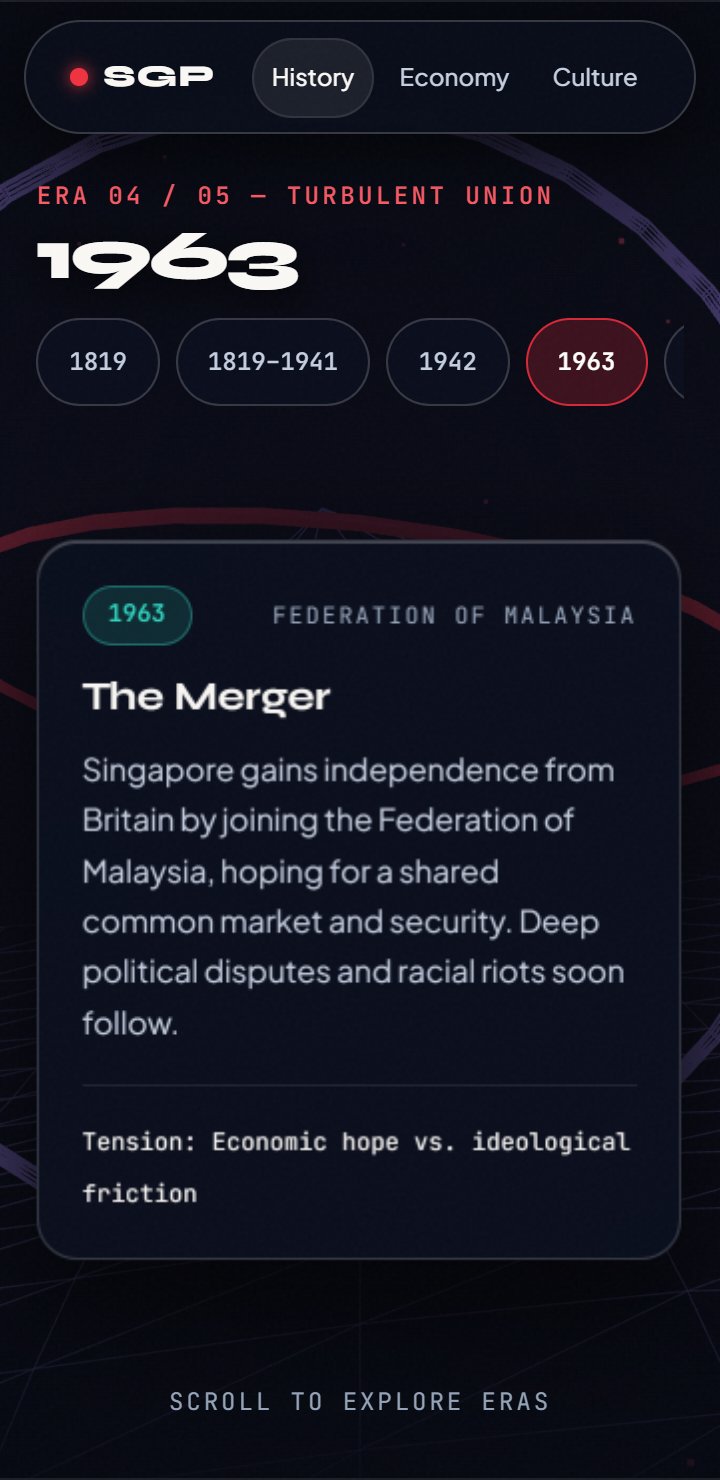 SGP History Economy Culture
ERA 04 / 05 — TURBULENT UNION
1963
1819 1819–1941 1942 1963
1963 FEDERATION OF MALAYSIA
The Merger
Singapore gains independence from
Britain by joining the Federation of
Malaysia, hoping for a shared
common market and security. Deep
political disputes and racial riots soon
follow.
Tension: Economic hope vs. ideological
friction
SCROLL TO EXPLORE ERAS